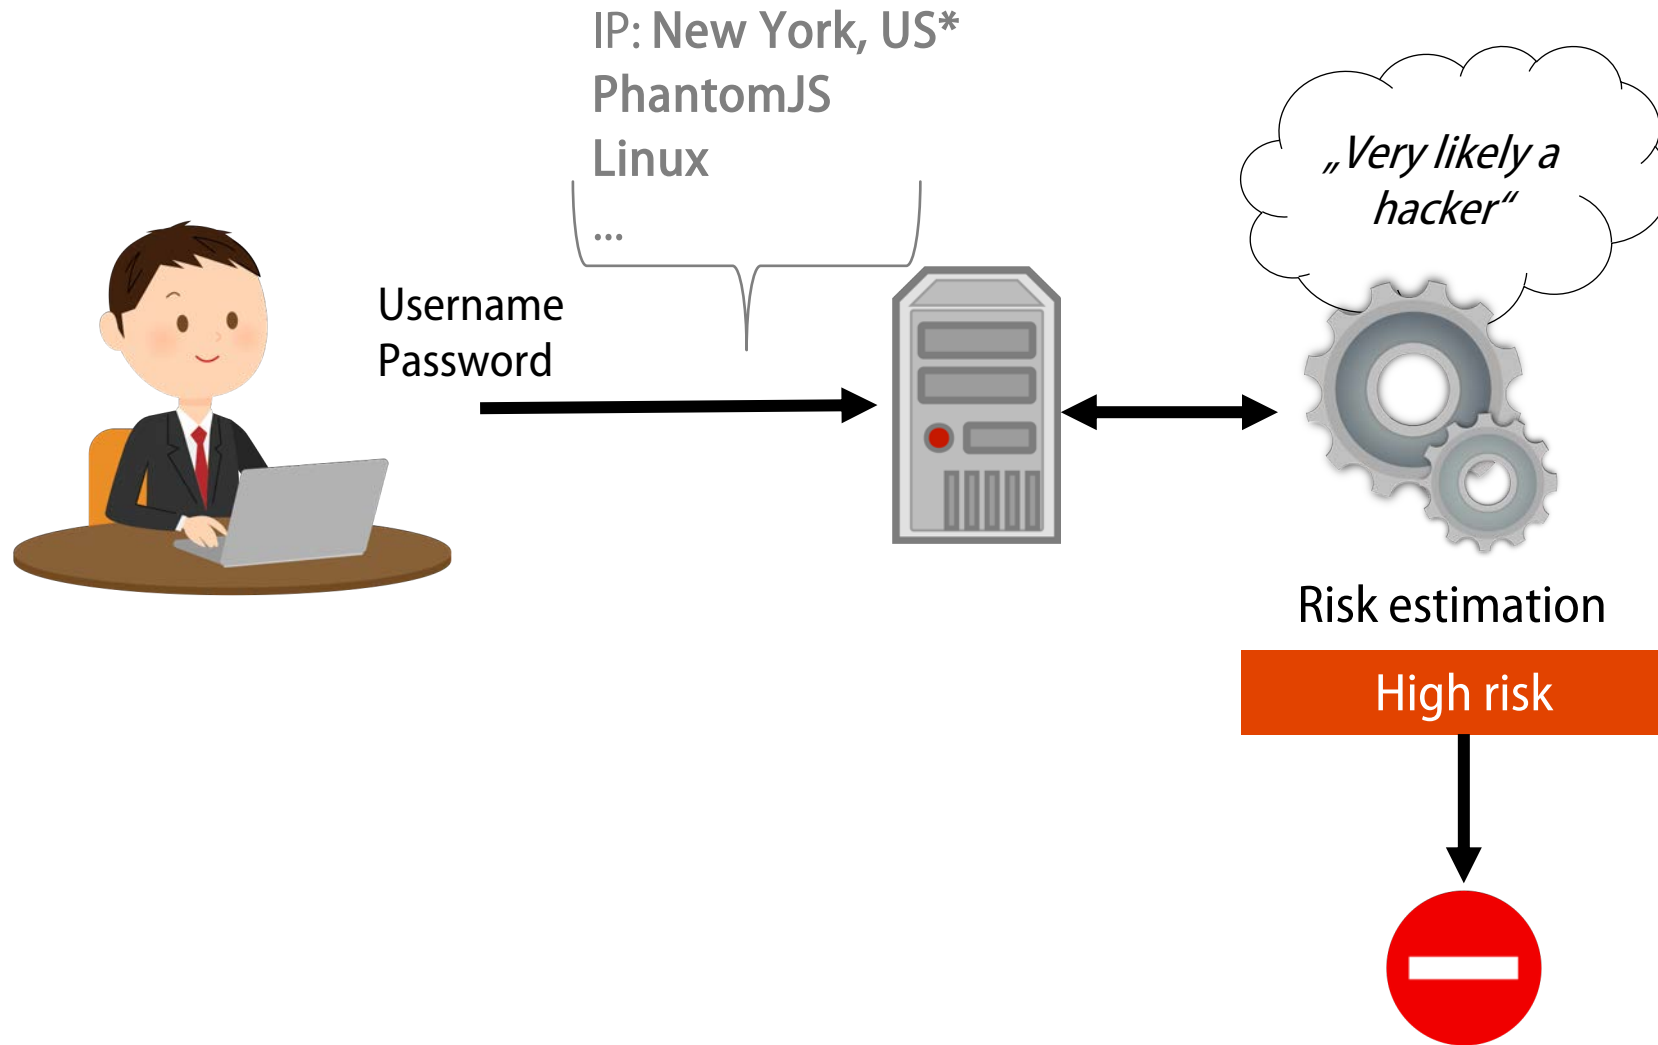 IP: New York, US*
PhantomJS
Linux
...
Username
Password
„Very likely a
hacker“
Risk estimation
High risk